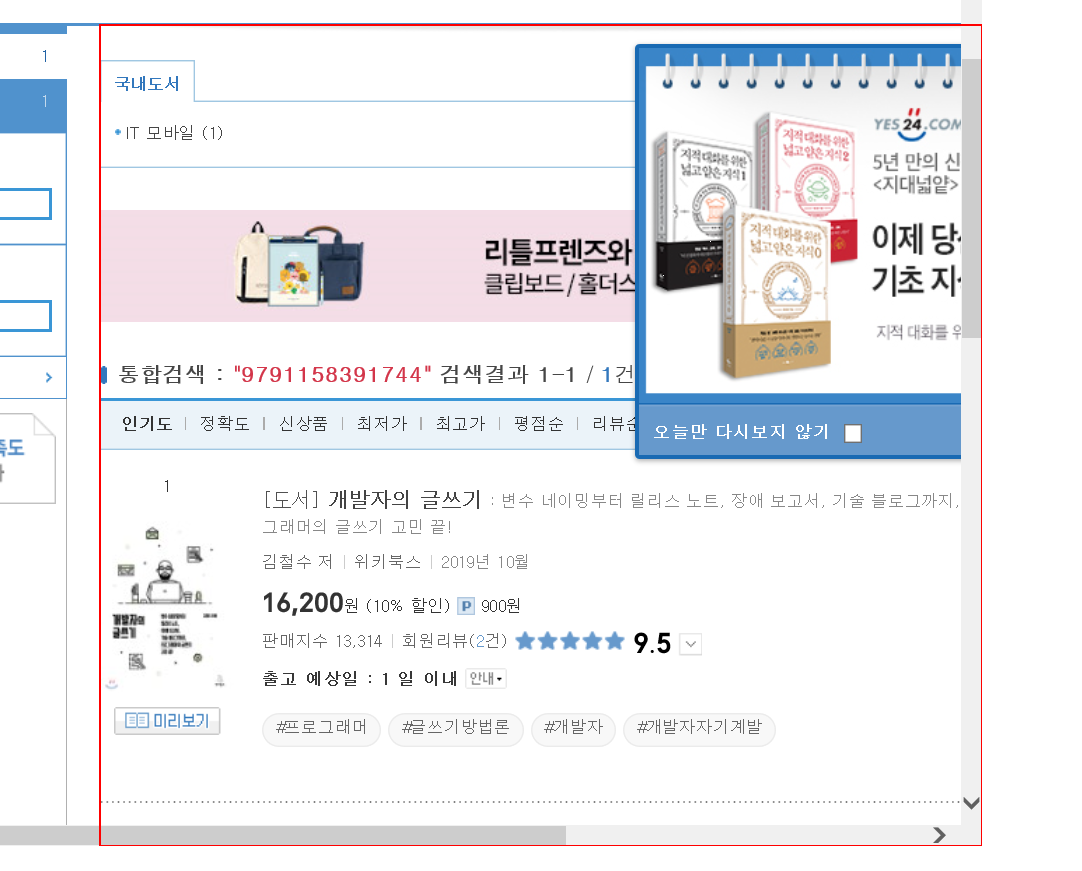 1
1
국내도서
IT 모바일 (1)
리틀프렌즈와
클립보드 / 홀더스
YES24.COM
5년 만의 신
<지대넓얕>
이제 당
기초 지
지적 대화를 위
지적 대화를 위한
넓고 얕은 지식 1
지적 대화를 위한
넓고 얕은 지식 2
지적 대화를 위한
넓고 얕은 지식 0
오늘만 다시보지 않기
통합검색 : "9791158391744" 검색결과 1-1 / 1건
인기도 | 정확도 | 신상품 | 최저가 | 최고가 | 평점순 | 리뷰순
족도
1
[도서] 개발자의 글쓰기 : 변수 네이밍부터 릴리스 노트, 장애 보고서, 기술 블로그까지,
그래머의 글쓰기 고민 끝!
김철수 저 | 위키북스 | 2019년 10월
16,200원 (10% 할인) P 900원
판매지수 13,314 | 회원리뷰(2건) 9.5
출고 예상일 : 1 일 이내 안내
개발자의
글쓰기
미리보기
#프로그래머 #글쓰기방법론 #개발자 #개발자자기계발